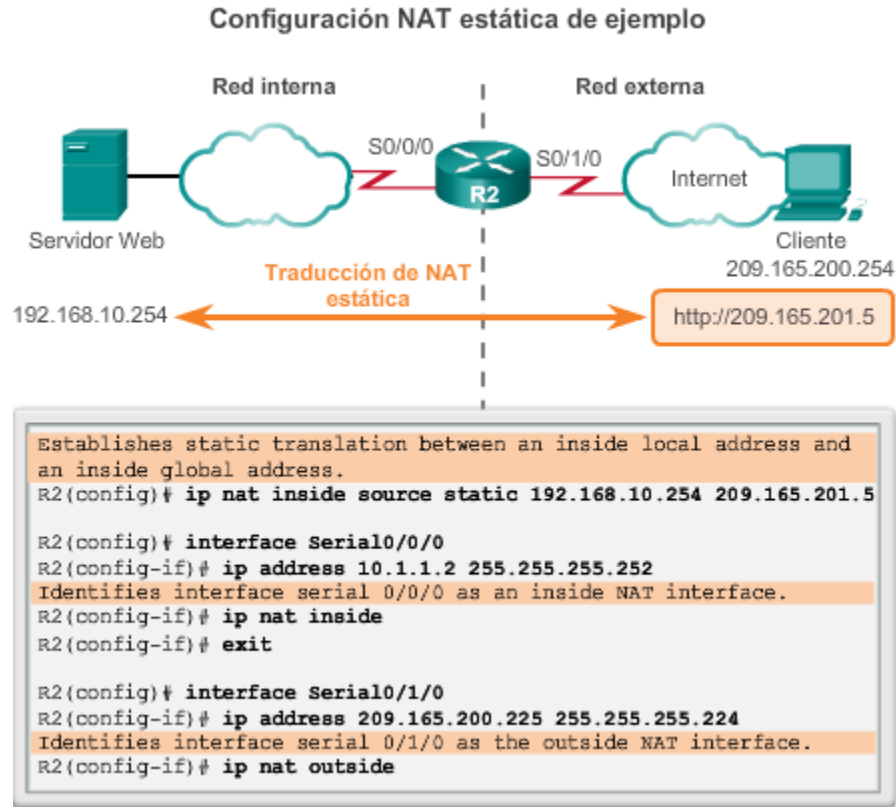 Configuración NAT estática de ejemplo
Red interna
Red externa
S0/0/0
S0/1/0
R2
Internet
Servidor Web
Cliente
209.165.200.254
Traducción de NAT
estática
192.168.10.254
http://209.165.201.5
Establishes static translation between an inside local address and
an inside global address.
R2(config)# ip nat inside source static 192.168.10.254 209.165.201.5
R2(config)# interface Serial0/0/0
R2(config-if)# ip address 10.1.1.2 255.255.255.252
Identifies interface serial 0/0/0 as an inside NAT interface.
R2(config-if)# ip nat inside
R2(config-if)# exit
R2(config)# interface Serial0/1/0
R2(config-if)# ip address 209.165.200.225 255.255.255.224
Identifies interface serial 0/1/0 as the outside NAT interface.
R2(config-if)# ip nat outside